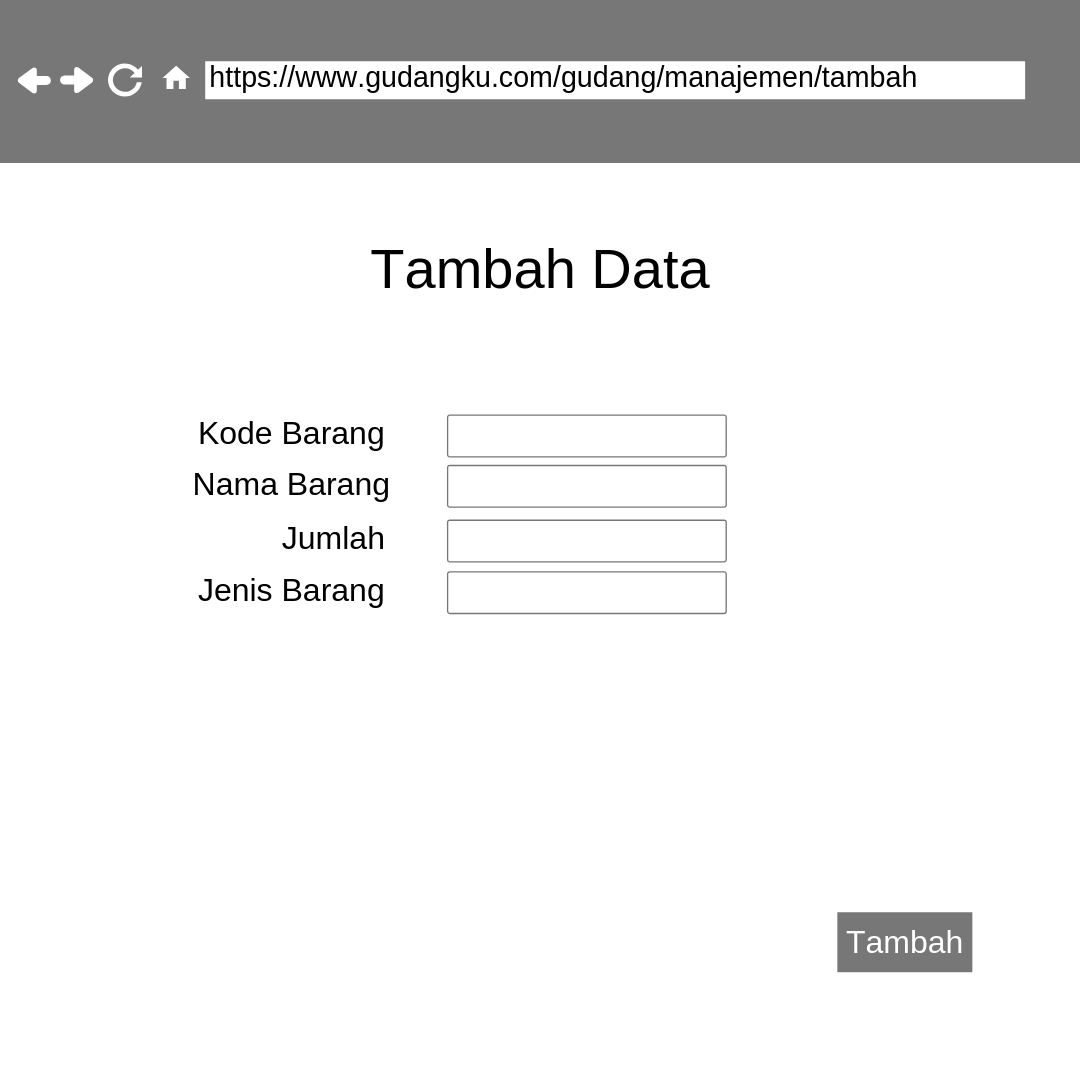 https://www.gudangku.com/gudang/manajemen/tambah
Tambah Data
Kode Barang
Nama Barang
Jumlah
Jenis Barang
Tambah